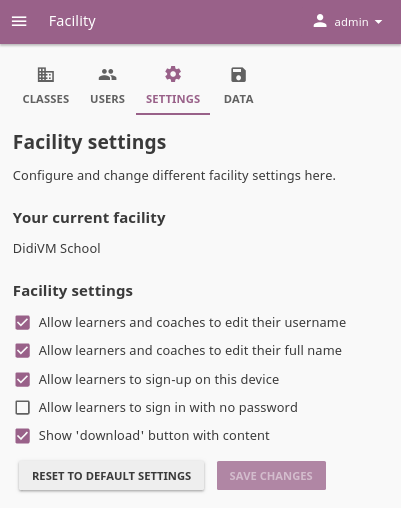 Facility
admin
CLASSES USERS SETTINGS DATA
Facility settings
Configure and change different facility settings here.
Your current facility
DidiVM School
Facility settings
Allow learners and coaches to edit their username
Allow learners and coaches to edit their full name
Allow learners to sign-up on this device
Allow learners to sign in with no password
Show 'download' button with content
RESET TO DEFAULT SETTINGS SAVE CHANGES